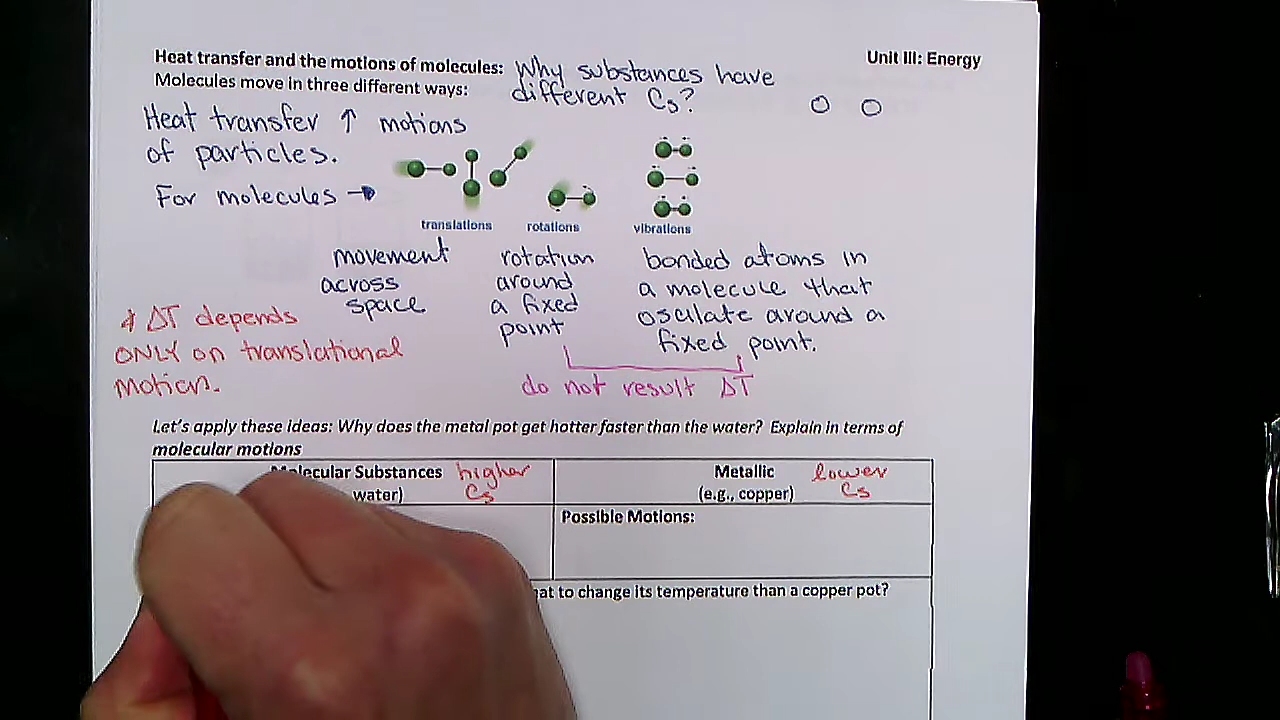 Heat transfer and the motions of molecules: Why substances have
Unit III: Energy
Molecules move in three different ways: different Cs?
Heat transfer ↑ motions
of particles.
For molecules →
translations rotations vibrations
movement
across
space
rotation
around
a fixed
point
bonded atoms in
a molecule that
osculate around a
fixed point.
ΔT depends
ONLY on translational
motion.
do not result ΔT
Let's apply these ideas: Why does the metal pot get hotter faster than the water? Explain in terms of
molecular motions
Molecular Substances higher
water) Cs
Metallic lower
(e.g., copper) Cs
Possible Motions:
to change its temperature than a copper pot?